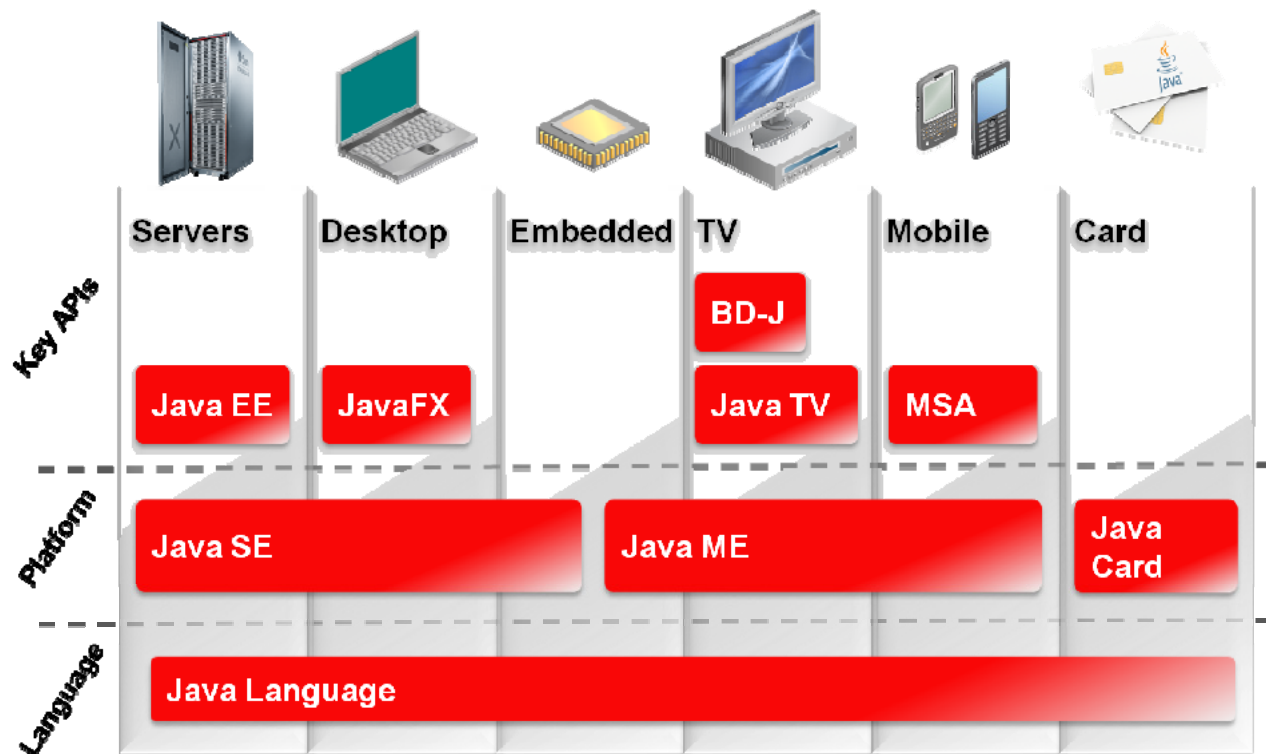 Java
Servers
Desktop
Embedded
TV
Mobile
Card
Key APIs
BD-J
Java EE
JavaFX
Java TV
MSA
Platform
Java SE
Java ME
Java
Card
Language
Java Language